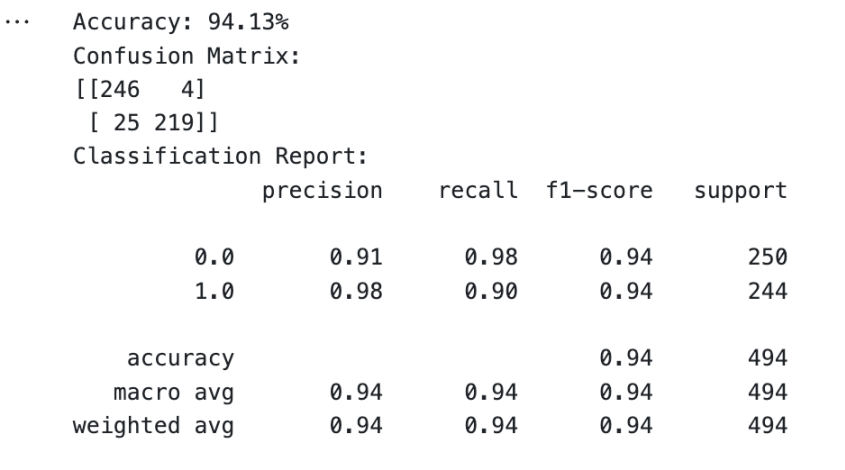 ... Accuracy: 94.13%
Confusion Matrix:
[[246   4]
 [ 25 219]]
Classification Report:
              precision    recall  f1-score   support

         0.0       0.91      0.98      0.94       250
         1.0       0.98      0.90      0.94       244

    accuracy                           0.94       494
   macro avg       0.94      0.94      0.94       494
weighted avg       0.94      0.94      0.94       494